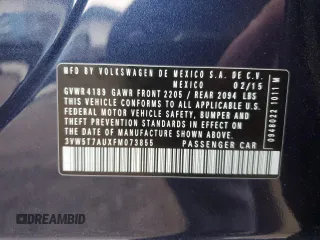 MFD BY VOLKSWAGEN DE MEXICO S.A. DE C.V.
MEXICO 02/15
GVWR 4189 GAWR FRONT 2205 / REAR 2094 LBS
THIS VEHICLE CONFORMS TO ALL APPLICABLE U.S.
FEDERAL MOTOR VEHICLE SAFETY, BUMPER AND
THEFT PREVENTION STANDARDS IN EFFECT ON THE
DATE OF MANUFACTURE SHOWN ABOVE.
3VW5T7AUXFM073855 PASSENGER CAR
0948022 1011 M
DREAMBID